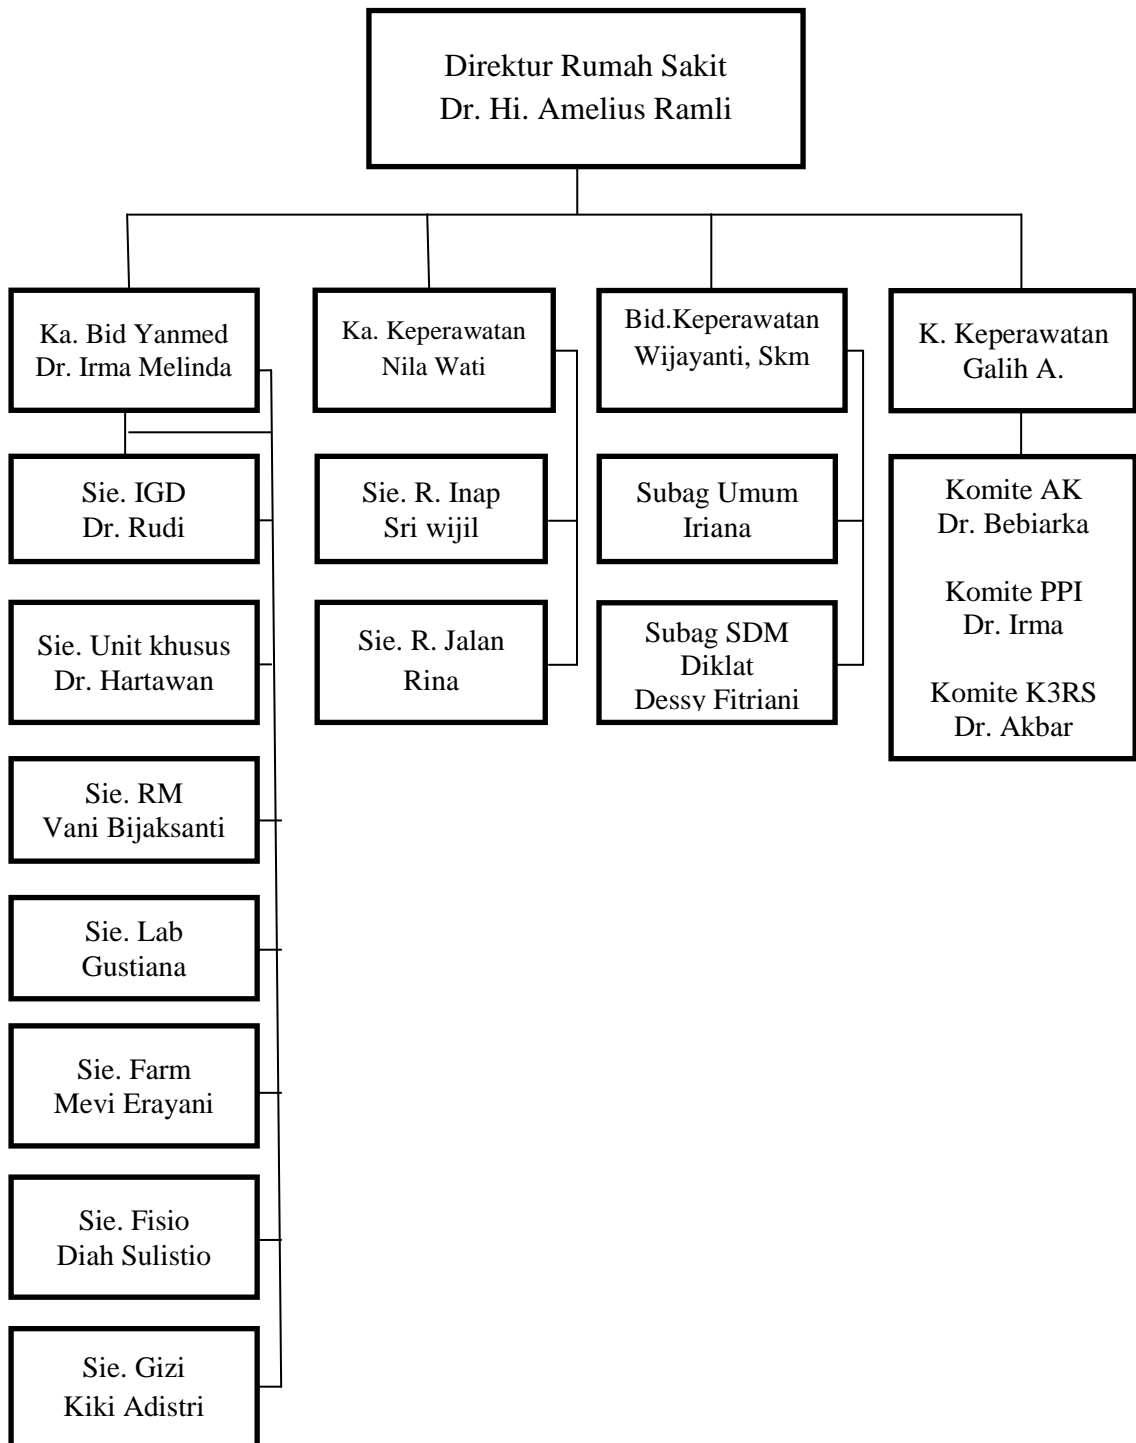 Direktur Rumah Sakit
Dr. Hi. Amelius Ramli
Ka. Bid Yanmed
Dr. Irma Melinda
Ka. Keperawatan
Nila Wati
Bid.Keperawatan
Wijayanti, Skm
K. Keperawatan
Galih A.
Sie. IGD
Dr. Rudi
Sie. R. Inap
Sri wijil
Subag Umum
Iriana
Komite AK
Dr. Bebiarka
Komite PPI
Dr. Irma
Komite K3RS
Dr. Akbar
Sie. Unit khusus
Dr. Hartawan
Sie. R. Jalan
Rina
Subag SDM
Diklat
Dessy Fitriani
Sie. RM
Vani Bijaksanti
Sie. Lab
Gustiana
Sie. Farm
Mevi Erayani
Sie. Fisio
Diah Sulistio
Sie. Gizi
Kiki Adistri